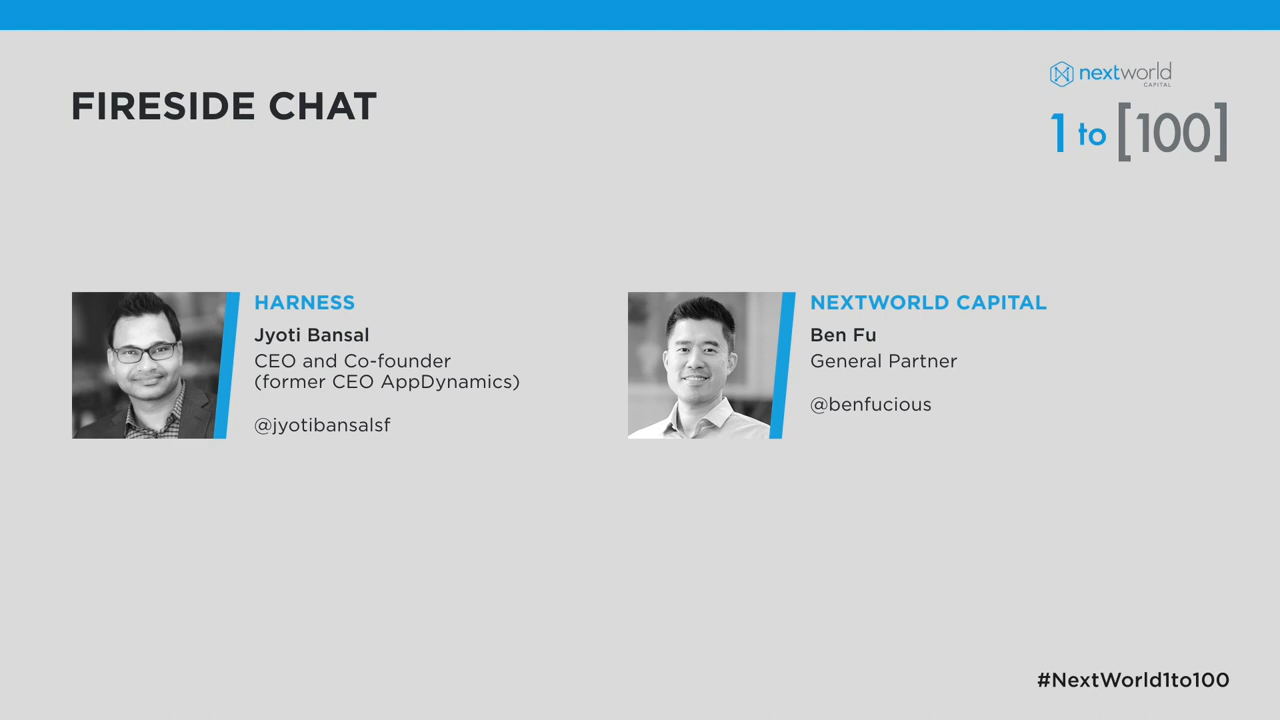 FIRESIDE CHAT
nextworld
CAPITAL
1 to [100]
HARNESS
Jyoti Bansal
CEO and Co-founder
(former CEO AppDynamics)
@jyotibansalsf
NEXTWORLD CAPITAL
Ben Fu
General Partner
@benfucious
#NextWorld1to100